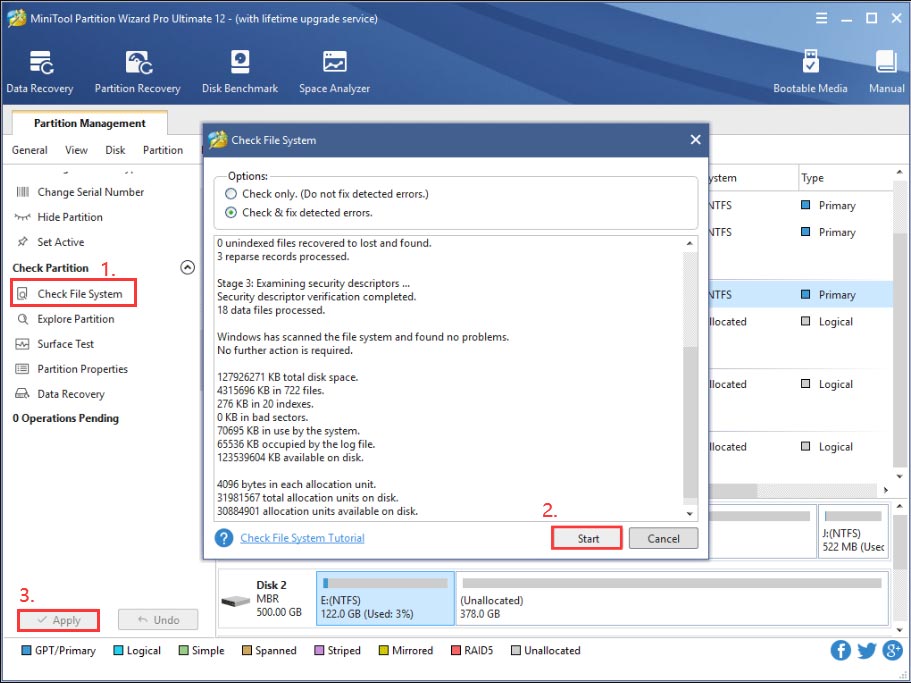 MiniTool Partition Wizard Pro Ultimate 12 - (with lifetime upgrade service)
Data Recovery
Partition Recovery
Disk Benchmark
Space Analyzer
Bootable Media
Manual
Partition Management
General View Disk Partition
Change Serial Number
Hide Partition
Set Active
Check Partition
1.
Check File System
Explore Partition
Surface Test
Partition Properties
Data Recovery
0 Operations Pending
3.
Apply
Undo
Check File System
Options:
Check only. (Do not fix detected errors.)
Check & fix detected errors.
0 unindexed files recovered to lost and found.
3 reparse records processed.
Stage 3: Examining security descriptors ...
Security descriptor verification completed.
18 data files processed.
Windows has scanned the file system and found no problems.
No further action is required.
127926271 KB total disk space.
4315696 KB in 722 files.
276 KB in 20 indexes.
0 KB in bad sectors.
70695 KB in use by the system.
65536 KB occupied by the log file.
123539604 KB available on disk.
4096 bytes in each allocation unit.
31981567 total allocation units on disk.
30884901 allocation units available on disk.
2.
? Check File System Tutorial
Start
Cancel
ystem Type
NTFS Primary
NTFS Primary
NTFS Primary
llocated Logical
llocated Logical
llocated Logical
J:(NTFS)
522 MB (Usec
Disk 2
MBR
500.00 GB
E:(NTFS)
122.0 GB (Used: 3%)
(Unallocated)
378.0 GB
GPT/Primary Logical Simple Spanned Striped Mirrored RAID5 Unallocated